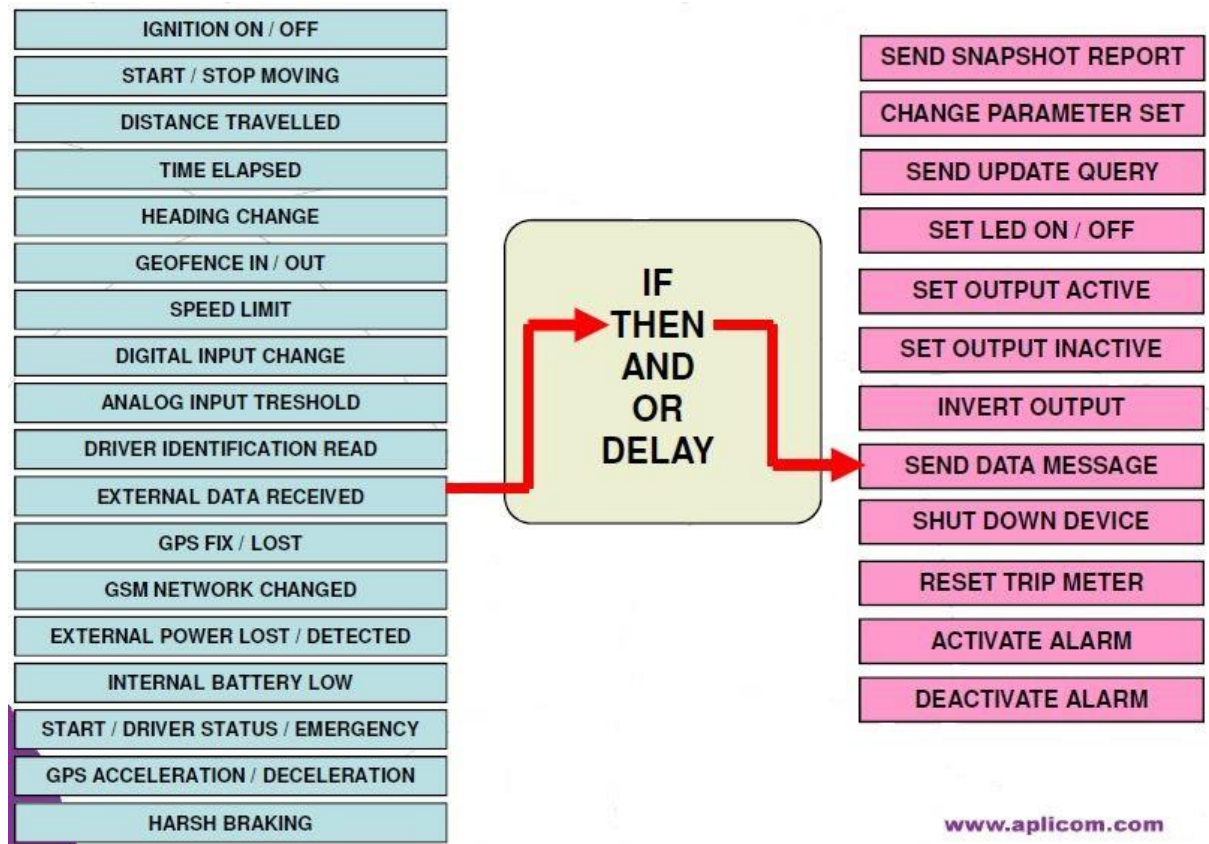 IGNITION ON / OFF
START / STOP MOVING
DISTANCE TRAVELLED
TIME ELAPSED
HEADING CHANGE
GEOFENCE IN / OUT
SPEED LIMIT
DIGITAL INPUT CHANGE
ANALOG INPUT TRESHOLD
DRIVER IDENTIFICATION READ
EXTERNAL DATA RECEIVED
GPS FIX / LOST
GSM NETWORK CHANGED
EXTERNAL POWER LOST / DETECTED
INTERNAL BATTERY LOW
START / DRIVER STATUS / EMERGENCY
GPS ACCELERATION / DECELERATION
HARSH BRAKING
IF
THEN
AND
OR
DELAY
SEND SNAPSHOT REPORT
CHANGE PARAMETER SET
SEND UPDATE QUERY
SET LED ON / OFF
SET OUTPUT ACTIVE
SET OUTPUT INACTIVE
INVERT OUTPUT
SEND DATA MESSAGE
SHUT DOWN DEVICE
RESET TRIP METER
ACTIVATE ALARM
DEACTIVATE ALARM
www.aplicom.com